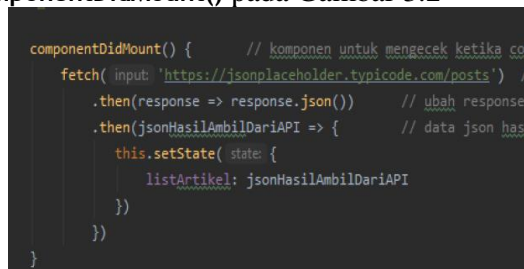 componentDidMount() pada Gambar 3.2
componentDidMount() {        // komponen untuk mengecek ketika co
fetch( input: 'https://jsonplaceholder.typicode.com/posts')  /
.then(response => response.json())        // ubah response
.then(jsonHasilAmbilDariAPI => {        // data json has
this.setState( state: {
listArtikel: jsonHasilAmbilDariAPI
})
})
}